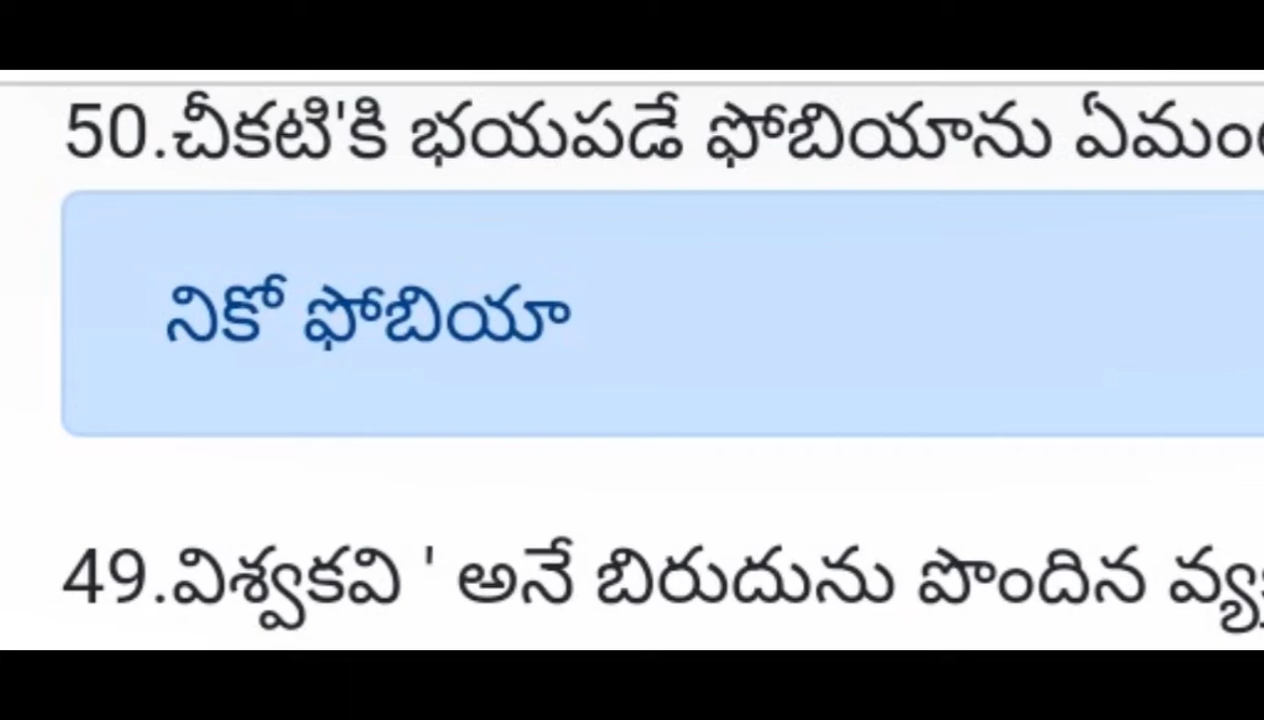 50.చీకటి'కి భయపడే ఫోబియాను
నికో ఫోబియా
49.విశ్వకవి ' అనే బిరుదును పొందిన